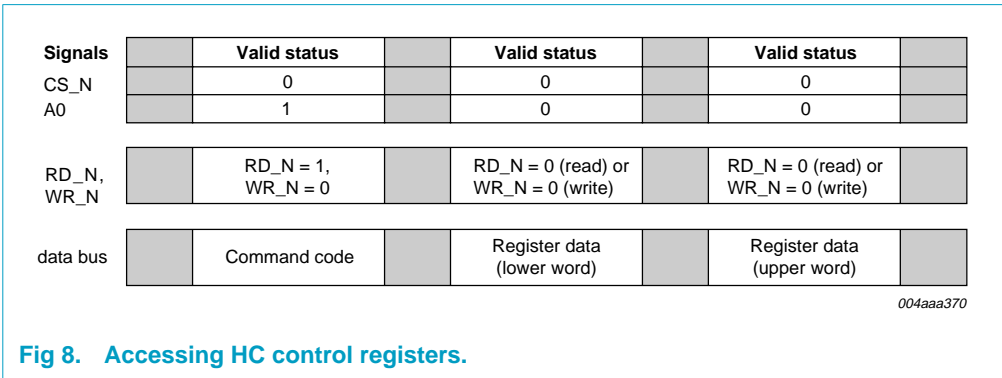 Signals Valid status Valid status Valid status
CS_N 0 0 0
A0 1 0 0
RD_N, WR_N RD_N = 1, WR_N = 0 RD_N = 0 (read) or WR_N = 0 (write) RD_N = 0 (read) or WR_N = 0 (write)
data bus Command code Register data (lower word) Register data (upper word)
004aaa370
Fig 8. Accessing HC control registers.